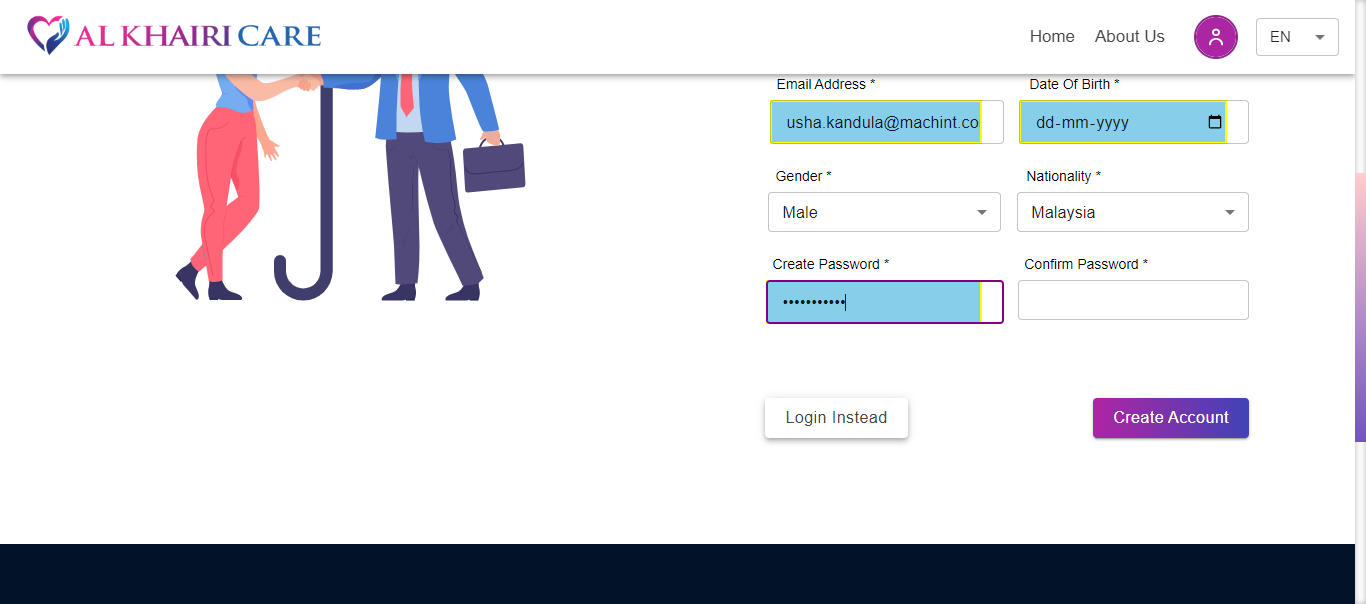 AL KHAIRI CARE
Home
About Us
EN
Email Address *
Date Of Birth *
usha.kandula@machint.co
dd-mm-yyyy
Gender *
Nationality *
Male
Malaysia
Create Password *
Confirm Password *
•••••••••••
Login Instead
Create Account